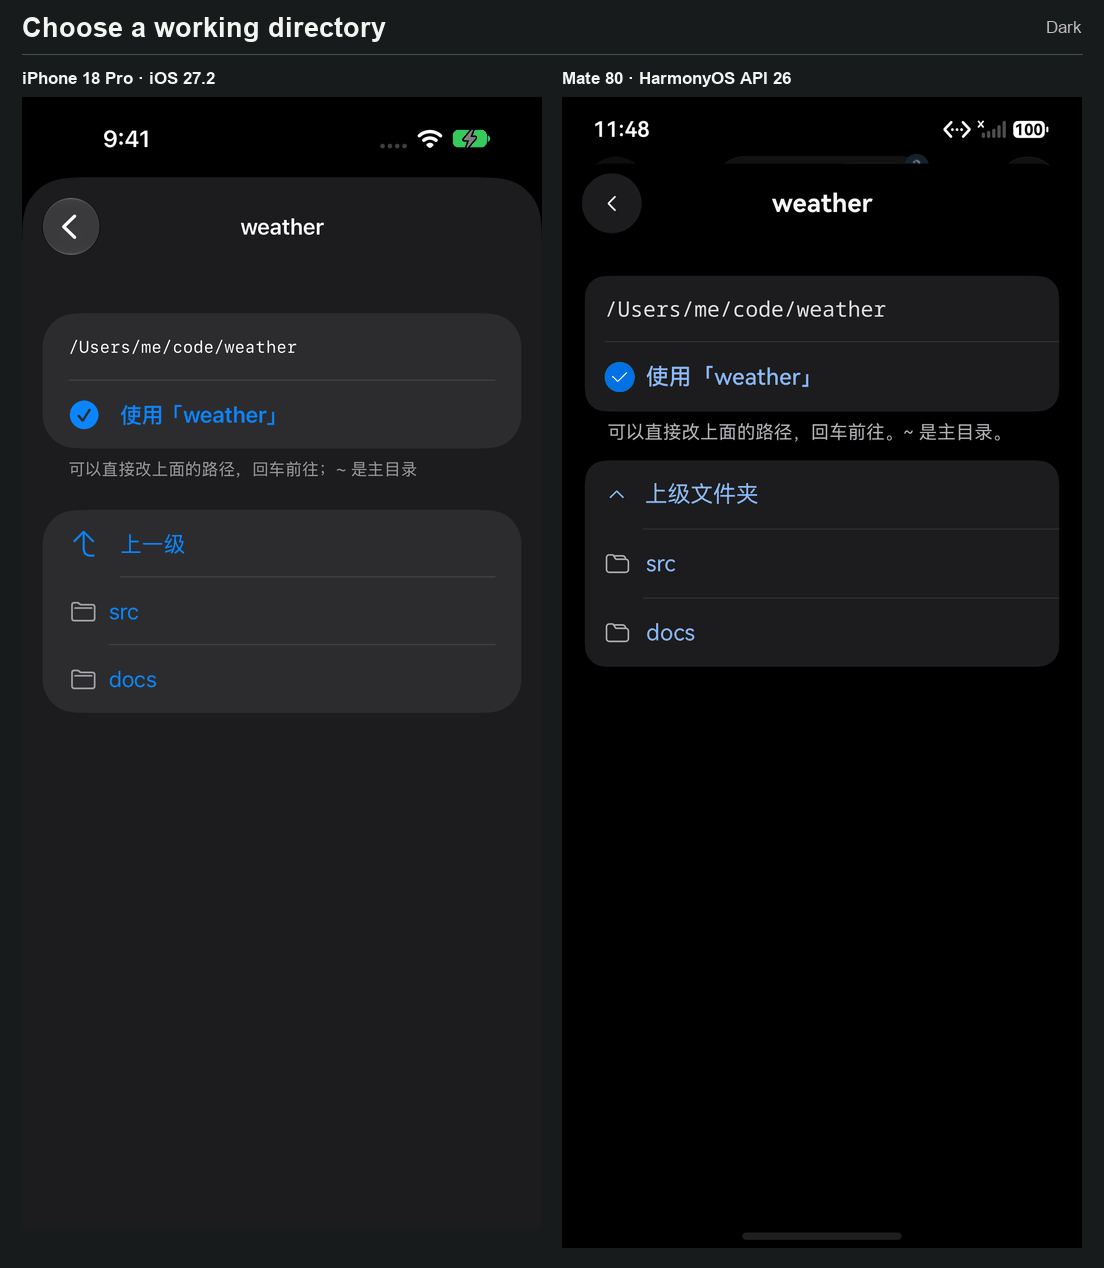 Choose a working directory
Dark
iPhone 18 Pro · iOS 27.2
9:41
weather
/Users/me/code/weather
使用「weather」
可以直接改上面的路径，回车前往；~ 是主目录
上一级
src
docs
Mate 80 · HarmonyOS API 26
11:48
100
weather
/Users/me/code/weather
使用「weather」
可以直接改上面的路径，回车前往。~ 是主目录。
上级文件夹
src
docs